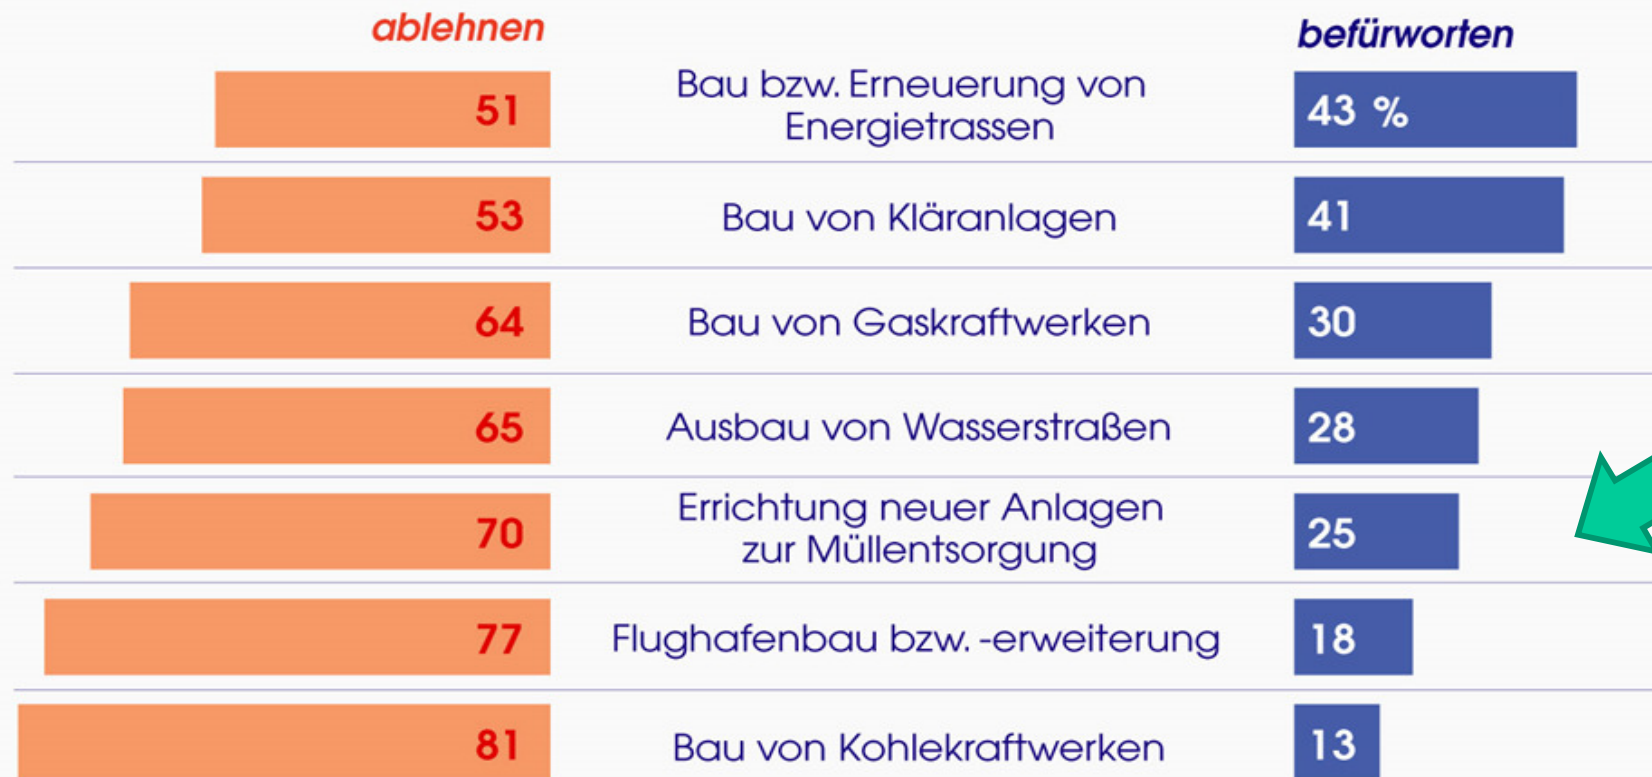 ablehnen befürworten
51 Bau bzw. Erneuerung von Energietrassen 43 %
53 Bau von Kläranlagen 41
64 Bau von Gaskraftwerken 30
65 Ausbau von Wasserstraßen 28
70 Errichtung neuer Anlagen zur Müllentsorgung 25
77 Flughafenbau bzw. -erweiterung 18
81 Bau von Kohlekraftwerken 13